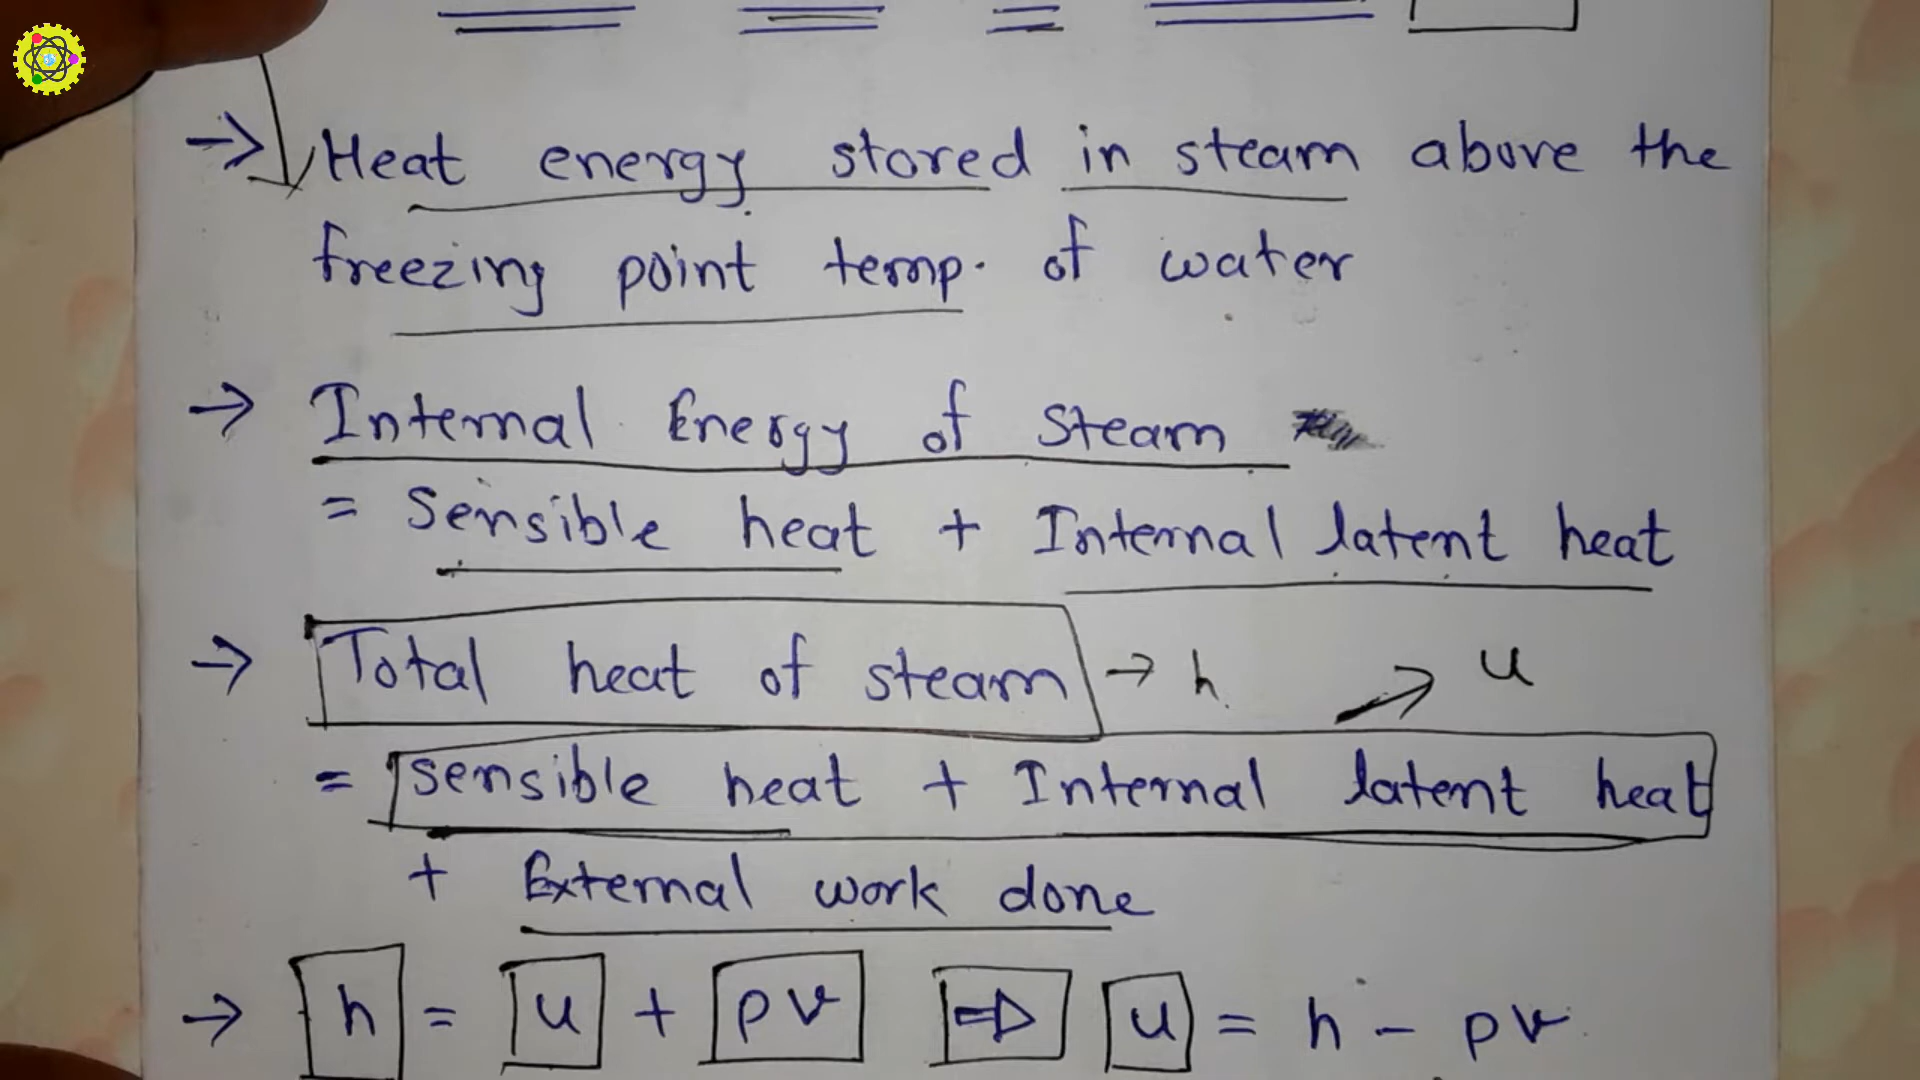 → Heat energy stored in steam above the
freezing point temp. of water
→ Internal Energy of Steam
= Sensible heat + Internal latent heat
→ Total heat of steam → h → u
= Sensible heat + Internal latent heat
+ External work done
→ h = u + pv ⇒ u = h - pv